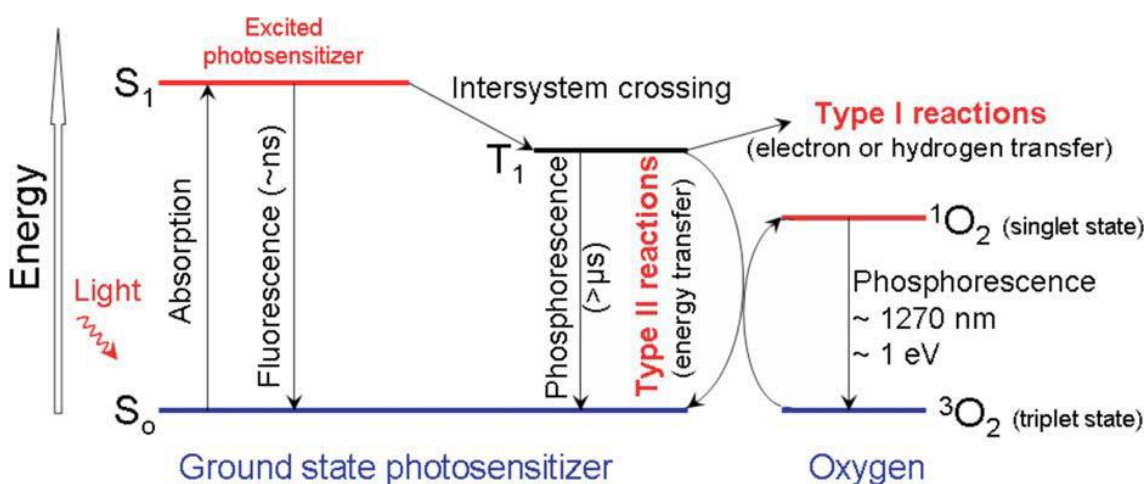 Energy
Light
S1
So
Excited
photosensitizer
Absorption
Fluorescence (~ns)
Intersystem crossing
T1
Phosphorescence
(>μs)
Type II reactions
(energy transfer)
Type I reactions
(electron or hydrogen transfer)
1O2 (singlet state)
Phosphorescence
~ 1270 nm
~ 1 eV
3O2 (triplet state)
Ground state photosensitizer
Oxygen